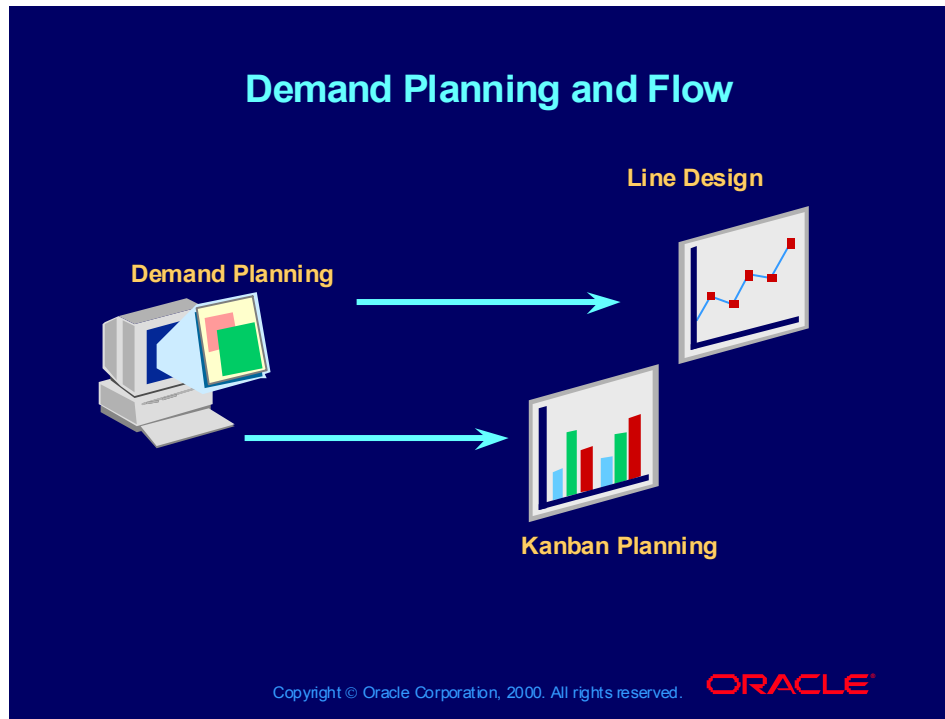 Demand Planning and Flow
Line Design
Demand Planning
Kanban Planning
Copyright © Oracle Corporation, 2000. All rights reserved.
ORACLE®